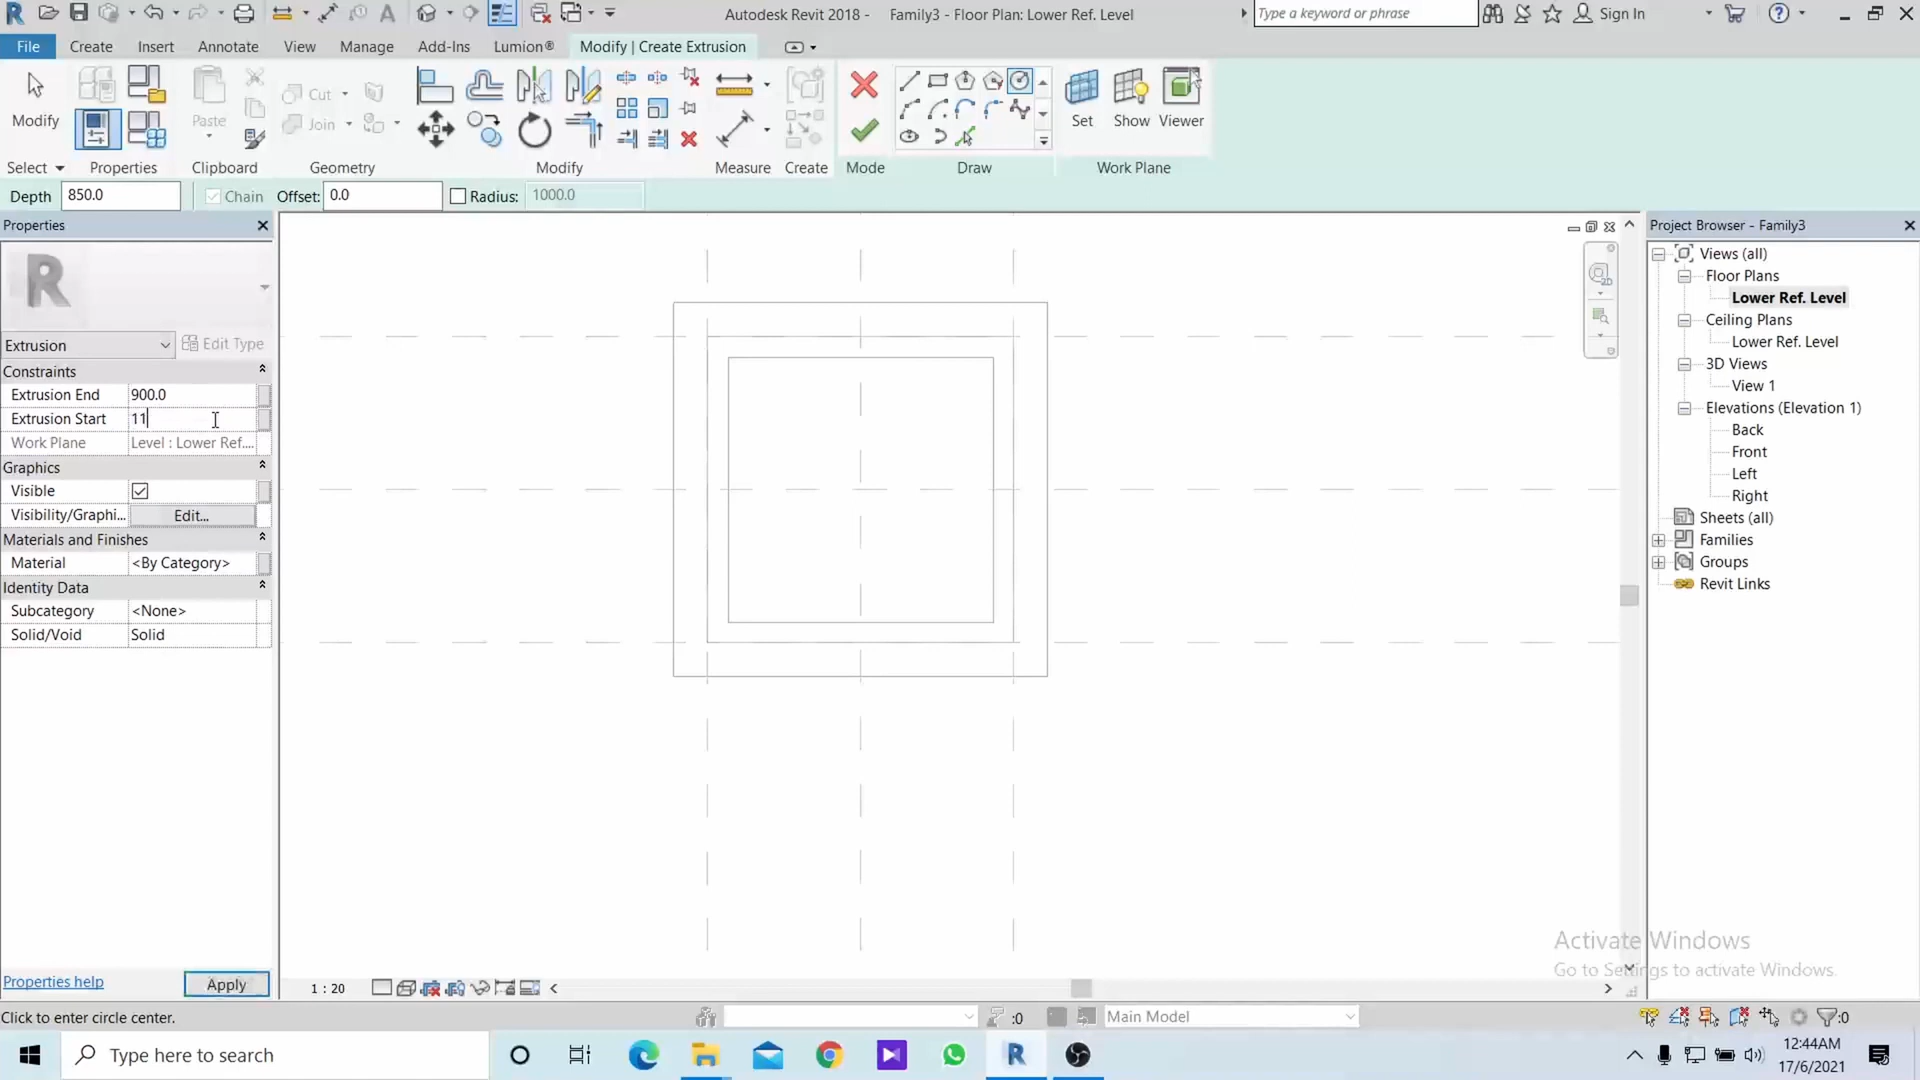 Autodesk Revit 2018 - Family3 - Floor Plan: Lower Ref. Level
Type a keyword or phrase
Sign In
File Create Insert Annotate View Manage Add-Ins Lumion® Modify | Create Extrusion
Modify
Paste
Cut
Join
Set Show Viewer
Select Properties Clipboard Geometry Modify Measure Create Mode Draw Work Plane
Depth 850.0 Chain Offset: 0.0 Radius: 1000.0
Properties
R
Extrusion Edit Type
Constraints
Extrusion End 900.0
Extrusion Start 11
Work Plane Level : Lower Ref....
Graphics
Visible
Visibility/Graphi... Edit...
Materials and Finishes
Material <By Category>
Identity Data
Subcategory <None>
Solid/Void Solid
Properties help Apply
Project Browser - Family3
Views (all)
Floor Plans
Lower Ref. Level
Ceiling Plans
Lower Ref. Level
3D Views
View 1
Elevations (Elevation 1)
Back
Front
Left
Right
Sheets (all)
Families
Groups
Revit Links
Activate Windows
Go to Settings to activate Windows.
1 : 20
Click to enter circle center.
:0
Main Model
:0
Type here to search
12:44AM
17/6/2021